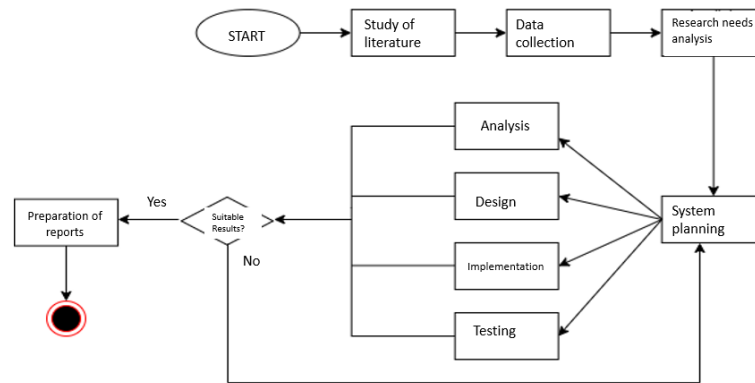 START
Study of
literature
Data
collection
Research needs
analysis
Analysis
Design
Implementation
Testing
System
planning
Suitable
Results?
Yes
No
Preparation of
reports